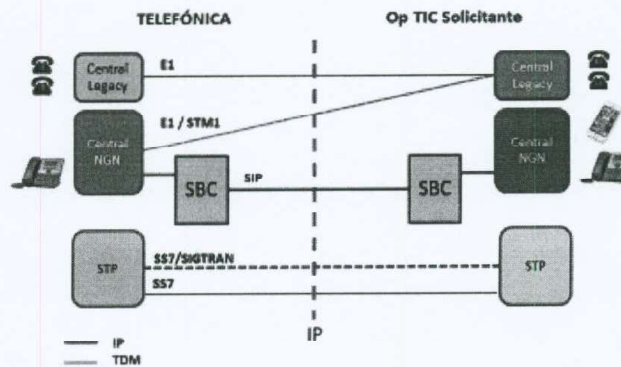 TELEFÓNICA
Op TIC Solicitante
Central Legacy
E1
Central Legacy
E1 / STM1
Central NGN
Central NGN
SBC
SIP
SBC
STP
SS7/SIGTRAN
STP
SS7
IP
IP
TDM